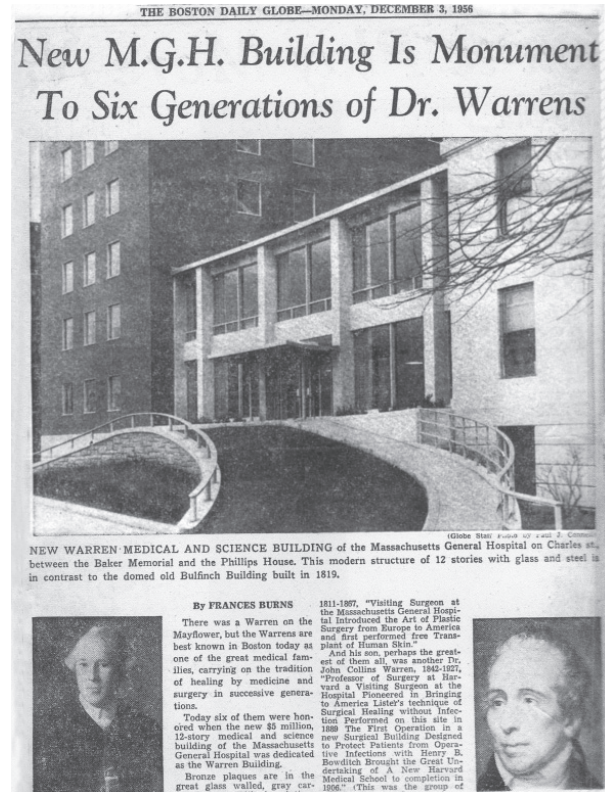 THE BOSTON DAILY GLOBE—MONDAY, DECEMBER 3, 1956
New M.G.H. Building Is Monument
To Six Generations of Dr. Warrens
(Globe Staff Photo by Paul J.
NEW WARREN MEDICAL AND SCIENCE BUILDING of the Massachusetts General Hospital on Charles st.,
between the Baker Memorial and the Phillips House. This modern structure of 12 stories with glass and steel is
in contrast to the domed old Bulfinch Building built in 1819.
By FRANCES BURNS
There was a Warren on the
Mayflower, but the Warrens are
best known in Boston today as
one of the great medical fam-
ilies, carrying on the tradition
of healing by medicine and
surgery in successive genera-
tions.
Today six of them were hon-
ored when the new $5 million,
12-story medical and science
building of the Massachusetts
General Hospital was dedicated
as the Warren Building.
Bronze plaques are in the
great glass walled, gray car-
1811-1867, "Visiting Surgeon at
the Massachusetts General Hospi-
tal Introduced the Art of Plastic
Surgery from Europe to America
and first performed free Trans-
plant of Human Skin."
And his son, perhaps the great-
est of them all, was another Dr.
John Collins Warren, 1842-1927,
"Professor of Surgery at Har-
vard a Visiting Surgeon at the
Hospital Pioneered in Bringing
to America Lister's technique of
Surgical Healing without Infec-
tion Performed on this site in
1889 The First Operation in a
new Surgical Building Designed
to Protect Patients from Opera-
tive Infections with Henry B.
Bowditch Brought the Great Un-
dertaking of A New Harvard
Medical School to completion in
1906." (This was the group of